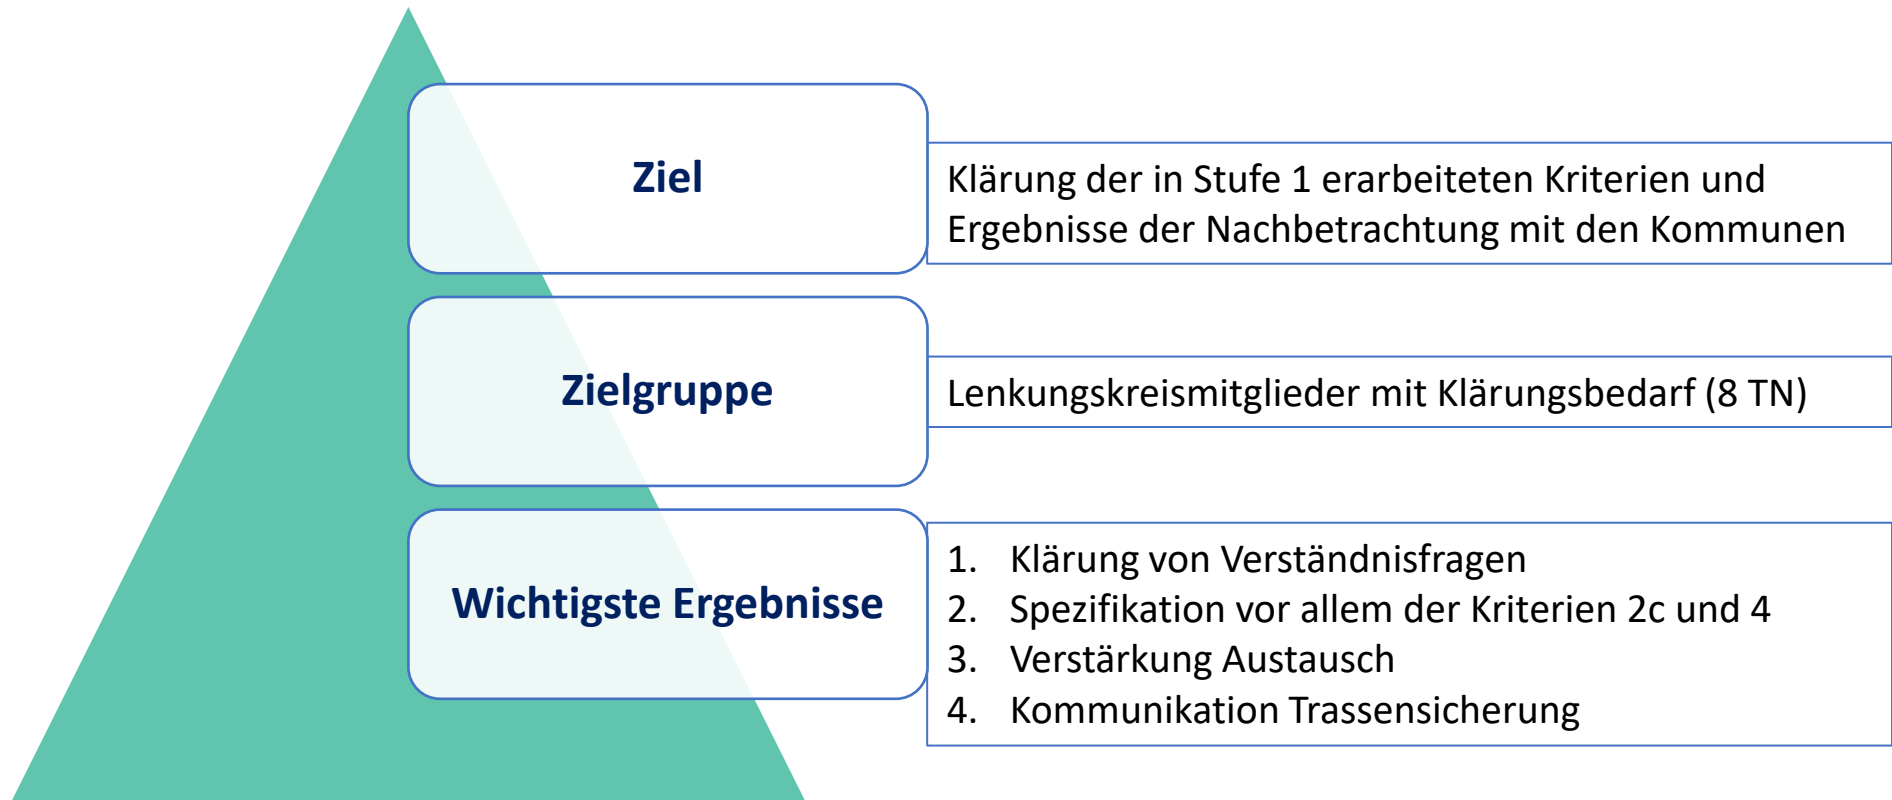 Ziel
Klärung der in Stufe 1 erarbeiteten Kriterien und
Ergebnisse der Nachbetrachtung mit den Kommunen
Zielgruppe
Lenkungskreismitglieder mit Klärungsbedarf (8 TN)
Wichtigste Ergebnisse
1. Klärung von Verständnisfragen
2. Spezifikation vor allem der Kriterien 2c und 4
3. Verstärkung Austausch
4. Kommunikation Trassensicherung